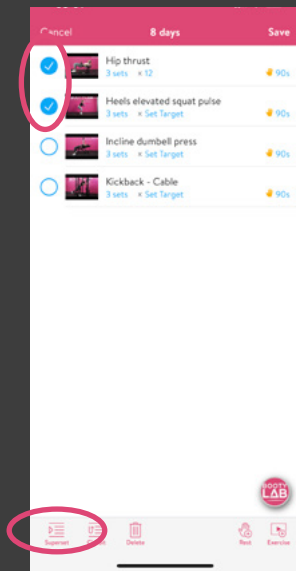 Cancel 8 days Save
Hip thrust
3 sets × 12 90s
Heels elevated squat pulse
3 sets × Set Target 90s
Incline dumbell press
3 sets × Set Target 90s
Kickback - Cable
3 sets × Set Target 90s
BOOTY
LAB
Superset Delete Rest Exercise